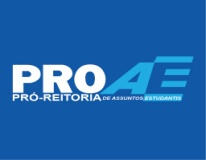 PROAE
PRÓ-REITORIA DE ASSUNTOS ESTUDANTIS